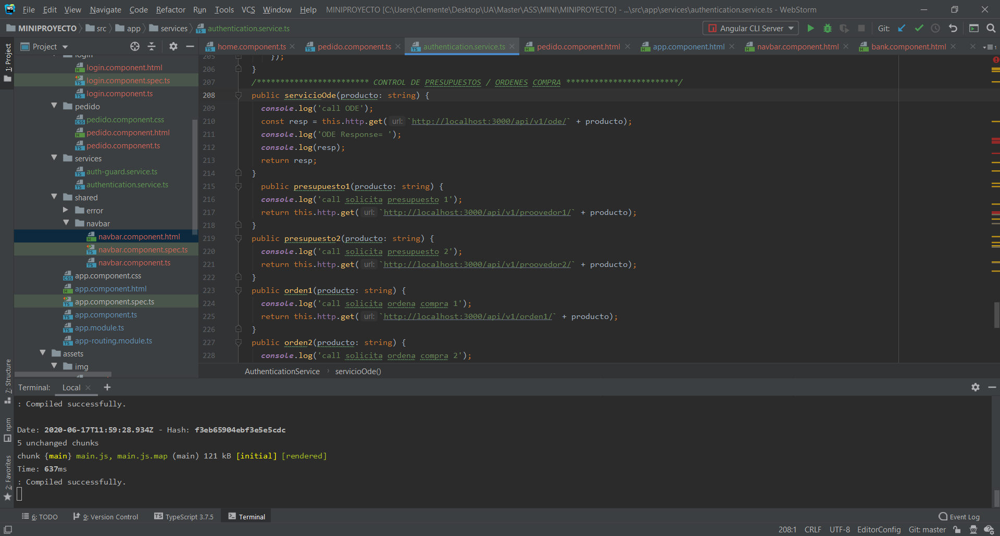 File Edit View Navigate Code Refactor Run Tools VCS Window Help MINIPROYECTO [C:\Users\Clemente\Desktop\UA\Master\ASS\MINI\MINIPROYECTO] - ...\src\app\services\authentication.service.ts - WebStorm
MINIPROYECTO src app services authentication.service.ts Angular CLI Server Git:
1: Project
Project
login
login.component.html
login.component.spec.ts
login.component.ts
pedido
pedido.component.css
pedido.component.html
pedido.component.ts
services
auth-guard.service.ts
authentication.service.ts
shared
error
navbar
navbar.component.html
navbar.component.spec.ts
navbar.component.ts
app.component.css
app.component.html
app.component.spec.ts
app.component.ts
app.module.ts
app-routing.module.ts
assets
img
home.component.ts pedido.component.ts authentication.service.ts pedido.component.html app.component.html navbar.component.html bank.component.html 1
205 });
206 }
207 /************************ CONTROL DE PRESUPUESTOS / ORDENES COMPRA ************************/
208 public servicioOde(producto: string) {
209 console.log('call ODE');
210 const resp = this.http.get( url: `http://localhost:3000/api/v1/ode/` + producto);
211 console.log('ODE Response= ');
212 console.log(resp);
213 return resp;
214 }
215 public presupuesto1(producto: string) {
216 console.log('call solicita presupuesto 1');
217 return this.http.get( url: `http://localhost:3000/api/v1/proovedor1/` + producto);
218 }
219 public presupuesto2(producto: string) {
220 console.log('call solicita presupuesto 2');
221 return this.http.get( url: `http://localhost:3000/api/v1/proovedor2/` + producto);
222 }
223 public orden1(producto: string) {
224 console.log('call solicita ordena compra 1');
225 return this.http.get( url: `http://localhost:3000/api/v1/orden1/` + producto);
226 }
227 public orden2(producto: string) {
228 console.log('call solicita ordena compra 2');
AuthenticationService servicioOde()
7: Structure
npm
2: Favorites
Terminal: Local +
: Compiled successfully.
Date: 2020-06-17T11:59:28.934Z - Hash: f3eb65904ebf3e5e5cdc
5 unchanged chunks
chunk {main} main.js, main.js.map (main) 121 kB [initial] [rendered]
Time: 637ms
: Compiled successfully.
6: TODO 9: Version Control TypeScript 3.7.5 Terminal Event Log
208:1 CRLF UTF-8 EditorConfig Git: master